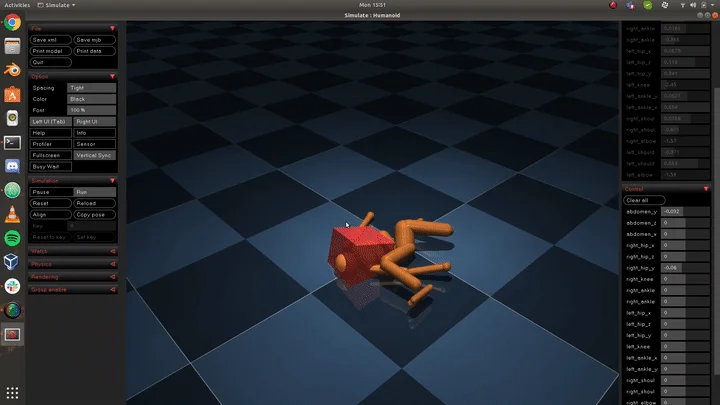 Activities Simulate Mon 15:51
Simulate : Humanoid
File
Save xml Save mjb
Print model Print data
Quit
Option
Spacing Tight
Color Black
Font 100 %
Left UI (Tab) Right UI
Help Info
Profiler Sensor
Fullscreen Vertical Sync
Busy Wait
Simulation
Pause Run
Reset Reload
Align Copy pose
Key 0
Reset to key Set key
Watch
Physics
Rendering
Group enable
right_ankle
right_ankle
left_hip_x
left_hip_z
left_hip_y
left_knee
left_ankle_y
left_ankle_x
right_shoul
right_shoul
right_elbow -1.57
left_should
left_should
left_elbow
Control
Clear all
abdomen_y -0.032
abdomen_z 0
abdomen_x 0
right_hip_x 0
right_hip_z 0
right_hip_y -0.06
right_knee 0
right_ankle 0
right_ankle 0
left_hip_x 0
left_hip_z 0
left_hip_y 0
left_knee 0
left_ankle_x 0
left_ankle_y 0
right_shoul 0
right_shoul 0
right_elbow 0